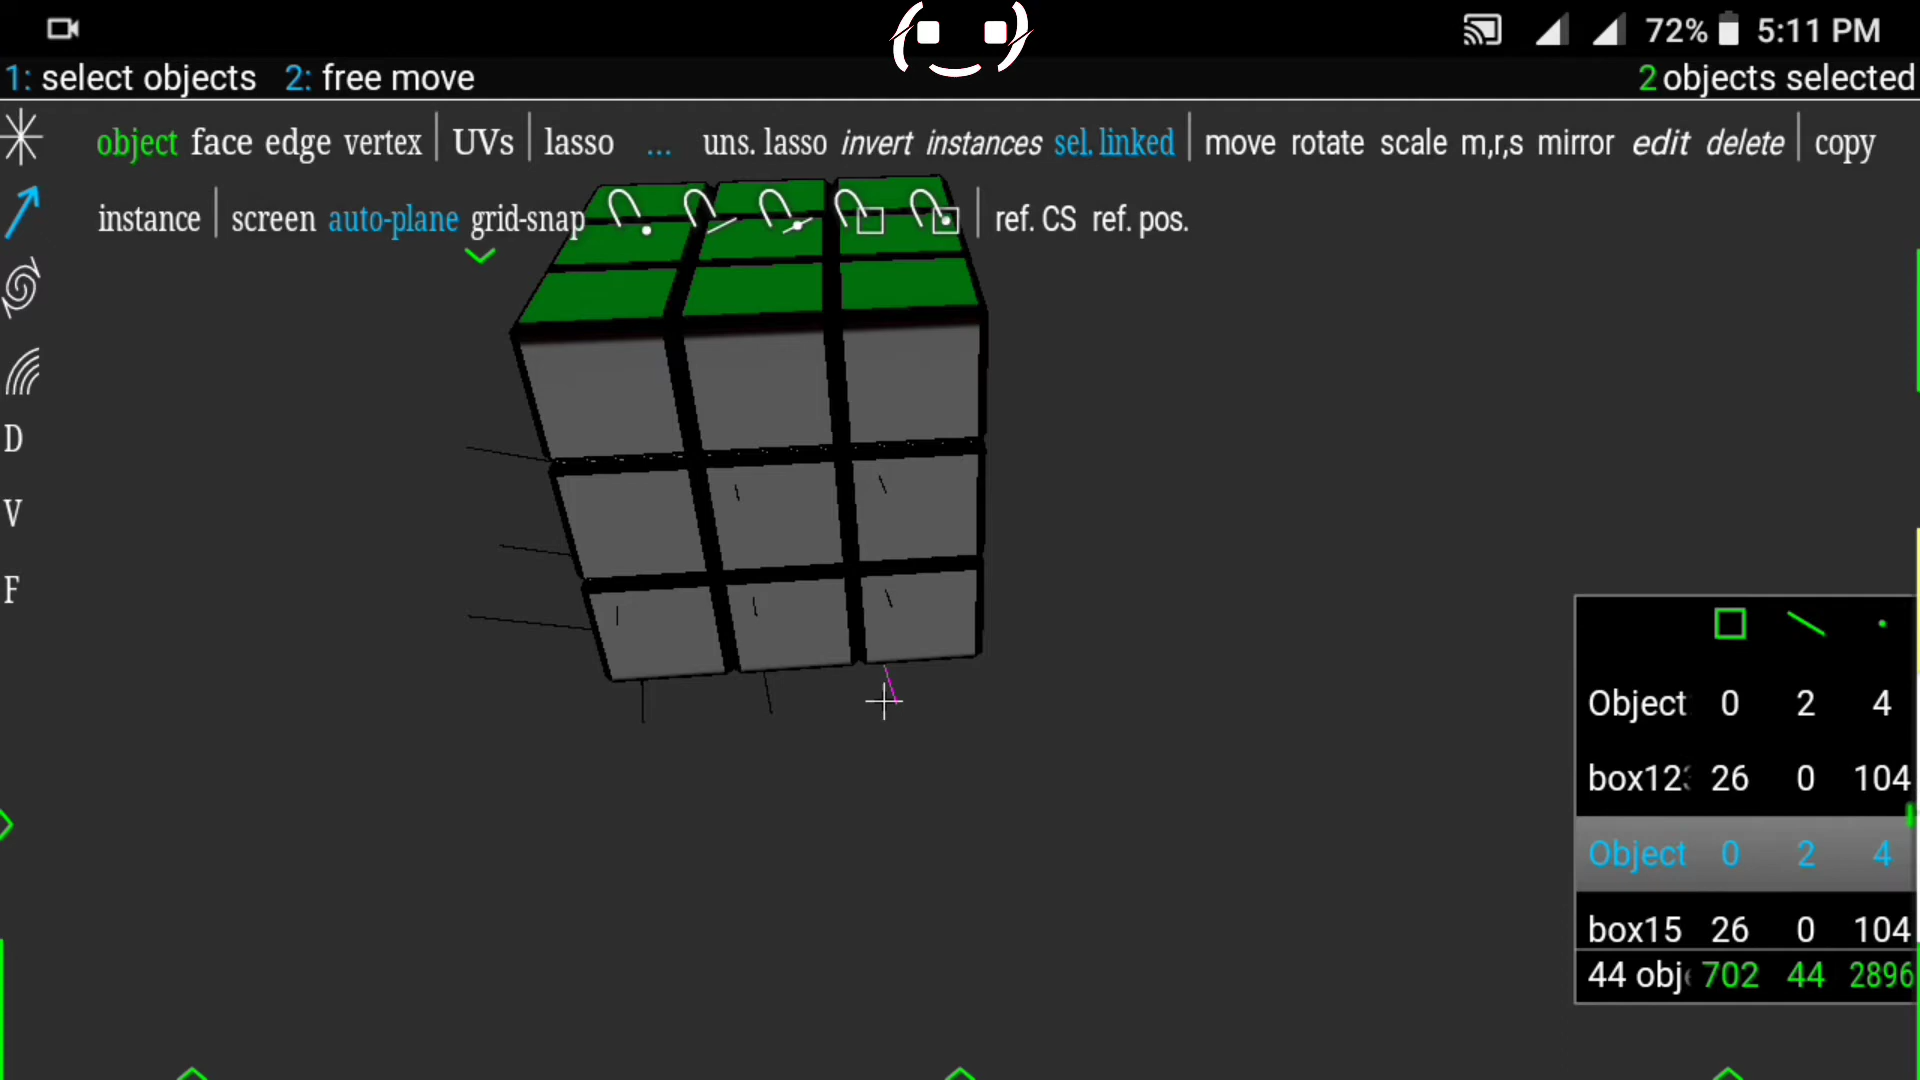 72% 5:11 PM
1: select objects 2: free move 2 objects selected
object face edge vertex UVs lasso ... uns. lasso invert instances sel. linked move rotate scale m,r,s mirror edit delete copy
instance screen auto-plane grid-snap ref. CS ref. pos.
D
V
F
Object 0 2 4
box123 26 0 104
Object 0 2 4
box15 26 0 104
44 obj 702 44 2896